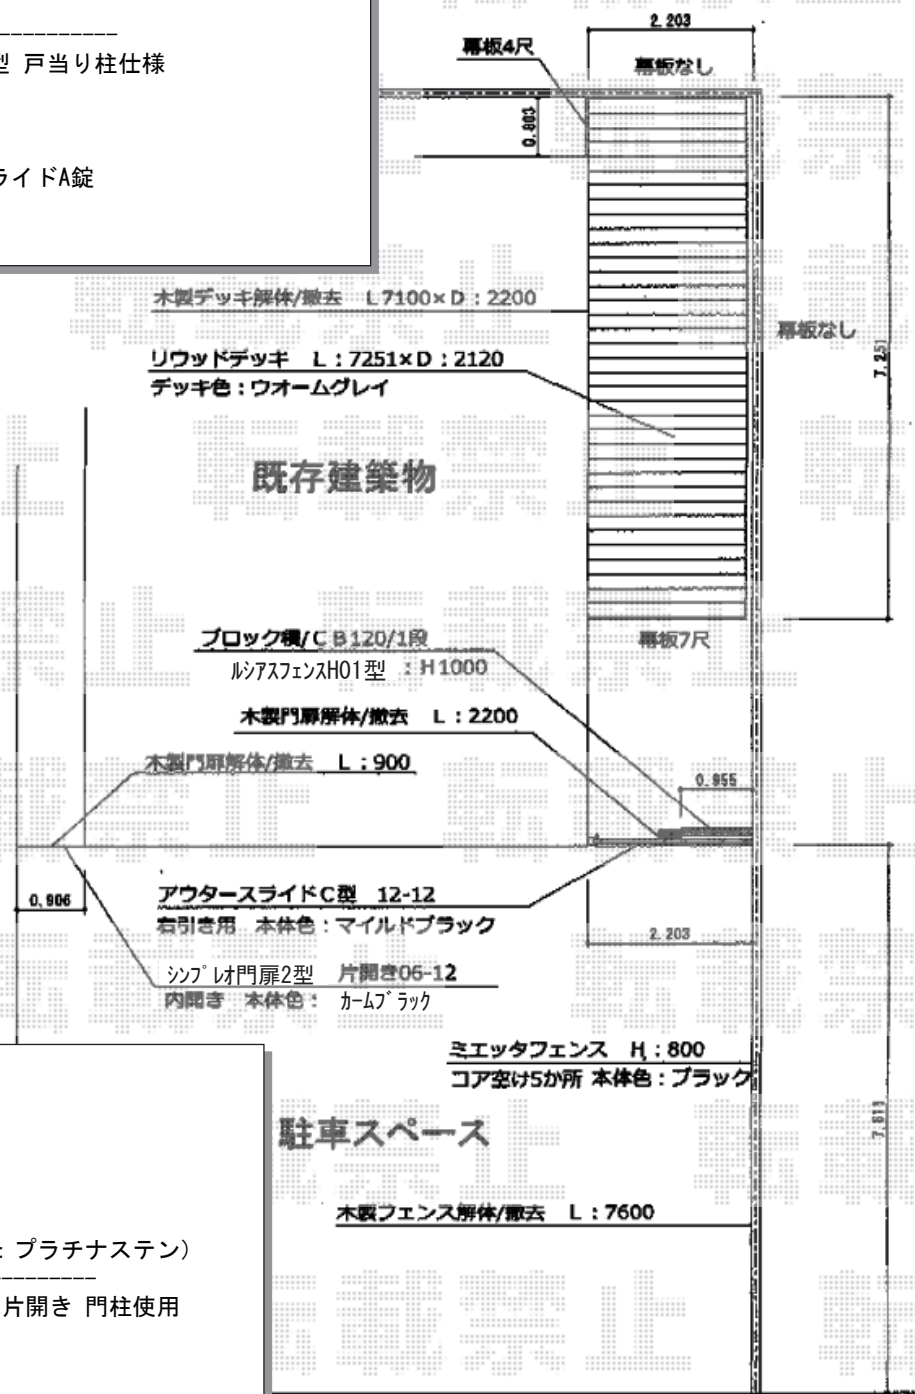 型 戸当り柱仕様
ライドA錠
2.203
幕板4尺
幕板なし
0.803
木製デッキ解体/撤去 L7100×D:2200
幕板なし
7.251
リウッドデッキ L:7251×D:2120
デッキ色:ウオームグレイ
既存建築物
ブロック積/CB120/1段
幕板7尺
ルシアスフェンスH01型 :H1000
木製門扉解体/撤去 L:2200
木製門扉解体/撤去 L:900
0.955
0.906
アウタースライドC型 12-12
右引き用 本体色:マイルドブラック
2.203
シンプレオ門扉2型 片開き06-12
内開き 本体色: カームブラック
ミエッタフェンス H:800
コア空け5か所 本体色:ブラック
駐車スペース
木製フェンス解体/撤去 L:7600
: プラチナステン)
片開き 門柱使用
転載禁止